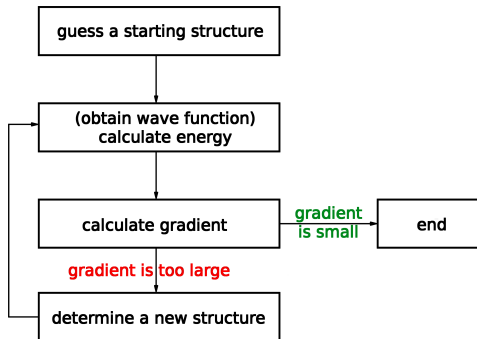 guess a starting structure
(obtain wave function)
calculate energy
calculate gradient
gradient
is small
end
gradient is too large
determine a new structure